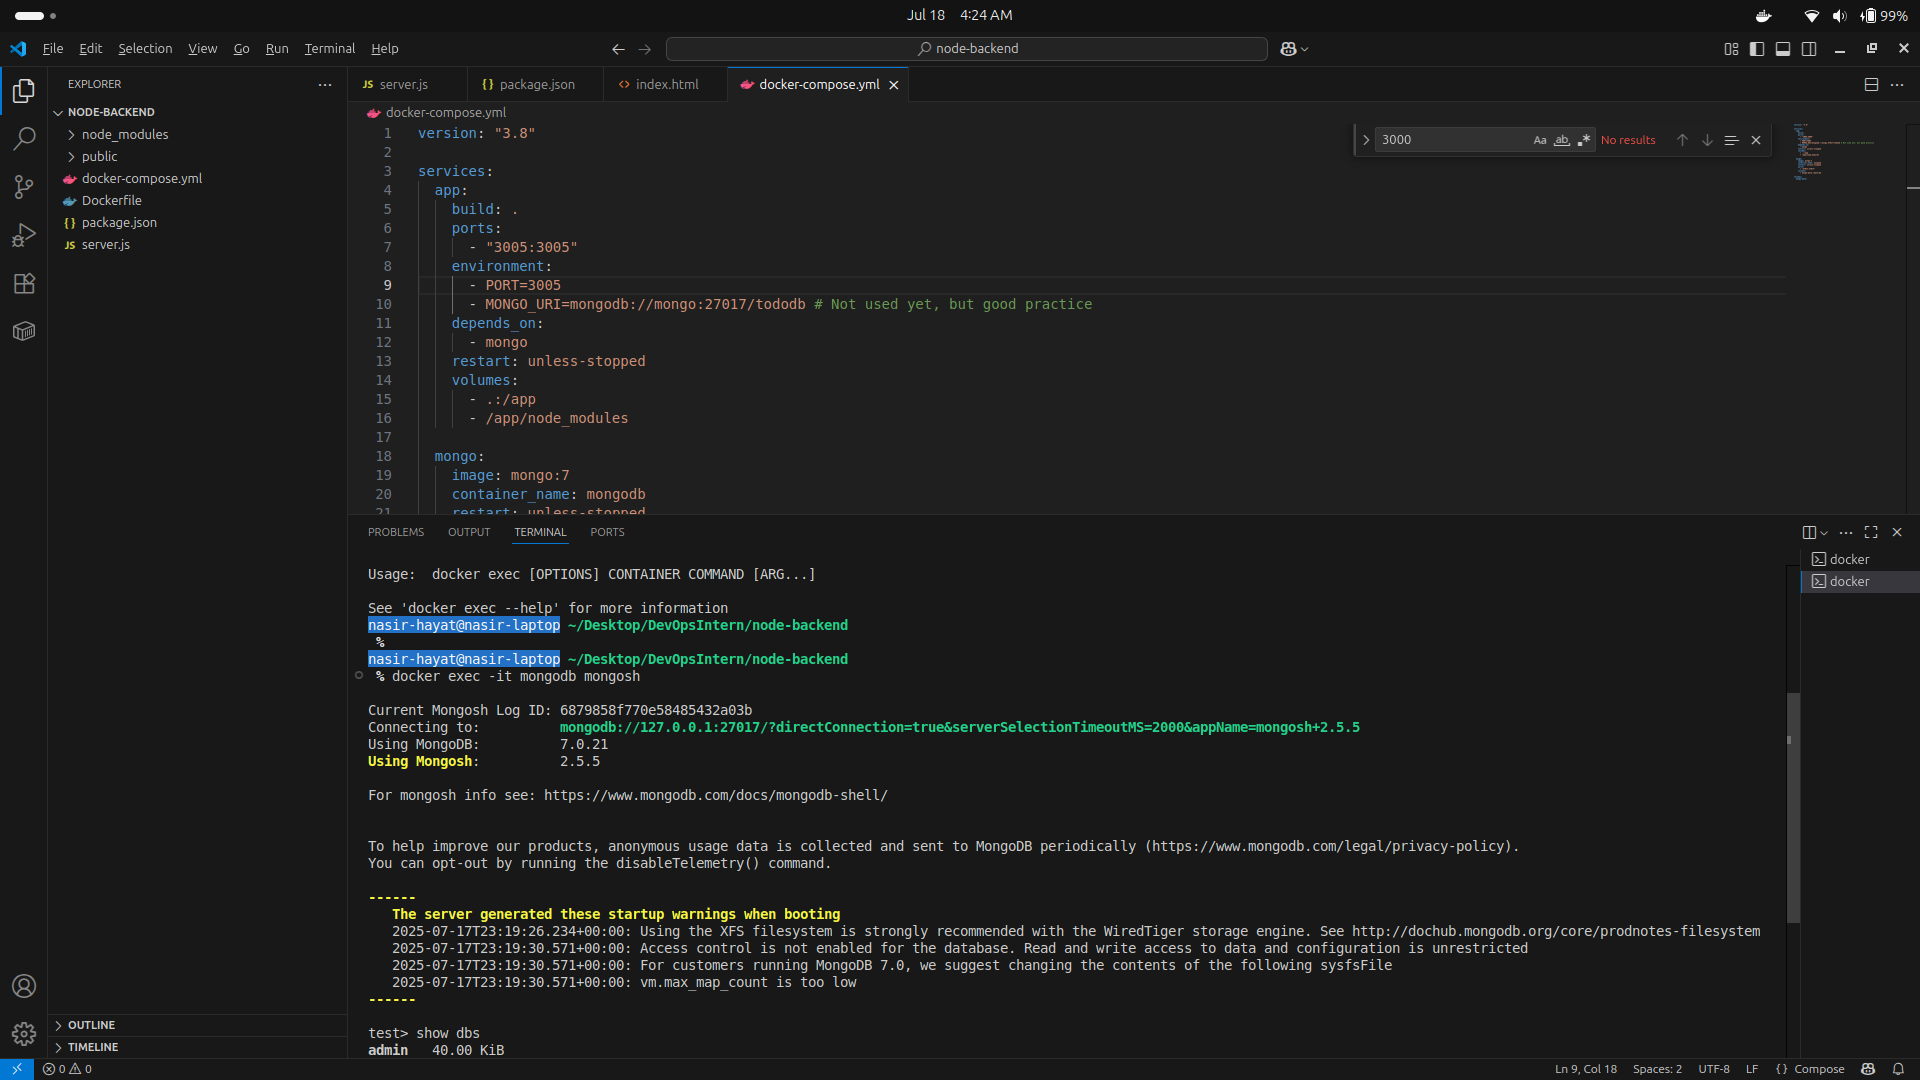 Jul 18 4:24 AM
99%
File Edit Selection View Go Run Terminal Help
node-backend
EXPLORER
NODE-BACKEND
node_modules
public
docker-compose.yml
Dockerfile
package.json
server.js
OUTLINE
TIMELINE
JS server.js
{} package.json
<> index.html
docker-compose.yml
docker-compose.yml
3000
Aa ab .*
No results
1 version: "3.8"
2
3 services:
4 app:
5 build: .
6 ports:
7 - "3005:3005"
8 environment:
9 - PORT=3005
10 - MONGO_URI=mongodb://mongo:27017/tododb # Not used yet, but good practice
11 depends_on:
12 - mongo
13 restart: unless-stopped
14 volumes:
15 - .:/app
16 - /app/node_modules
17
18 mongo:
19 image: mongo:7
20 container_name: mongodb
21 restart: unless-stopped
PROBLEMS OUTPUT TERMINAL PORTS
docker
docker
Usage: docker exec [OPTIONS] CONTAINER COMMAND [ARG...]
See 'docker exec --help' for more information
nasir-hayat@nasir-laptop ~/Desktop/DevOpsIntern/node-backend
%
nasir-hayat@nasir-laptop ~/Desktop/DevOpsIntern/node-backend
% docker exec -it mongodb mongosh
Current Mongosh Log ID: 6879858f770e58485432a03b
Connecting to: mongodb://127.0.0.1:27017/?directConnection=true&serverSelectionTimeoutMS=2000&appName=mongosh+2.5.5
Using MongoDB: 7.0.21
Using Mongosh: 2.5.5
For mongosh info see: https://www.mongodb.com/docs/mongodb-shell/
To help improve our products, anonymous usage data is collected and sent to MongoDB periodically (https://www.mongodb.com/legal/privacy-policy).
You can opt-out by running the disableTelemetry() command.
------
The server generated these startup warnings when booting
2025-07-17T23:19:26.234+00:00: Using the XFS filesystem is strongly recommended with the WiredTiger storage engine. See http://dochub.mongodb.org/core/prodnotes-filesystem
2025-07-17T23:19:30.571+00:00: Access control is not enabled for the database. Read and write access to data and configuration is unrestricted
2025-07-17T23:19:30.571+00:00: For customers running MongoDB 7.0, we suggest changing the contents of the following sysfsFile
2025-07-17T23:19:30.571+00:00: vm.max_map_count is too low
------
test> show dbs
admin 40.00 KiB
0 0
Ln 9, Col 18 Spaces: 2 UTF-8 LF {} Compose